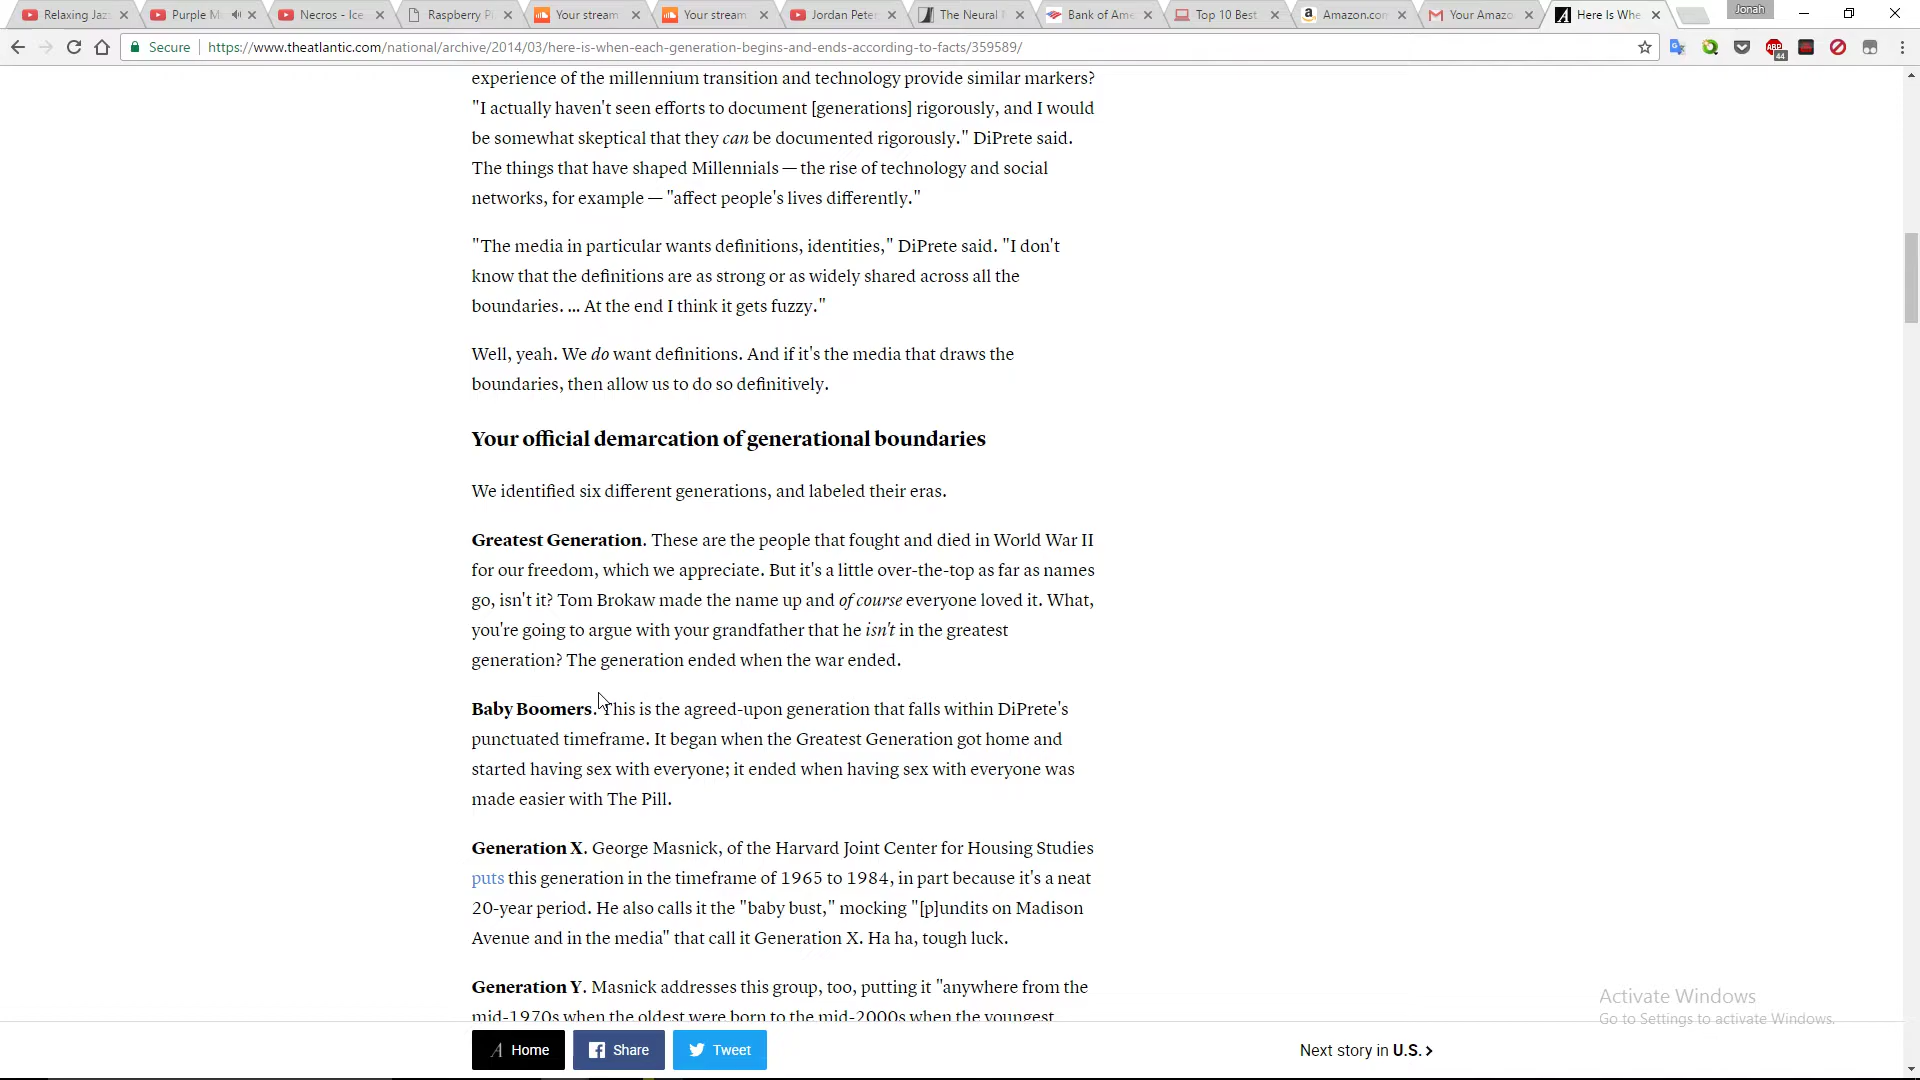 Relaxing Jaz
Purple M
Necros - Ice
Raspberry Pi
Your stream
Your stream
Jordan Peter
The Neural
Bank of Ame
Top 10 Best
Amazon.com
Your Amazo
Here Is Whe
Jonah
Secure
https://www.theatlantic.com/national/archive/2014/03/here-is-when-each-generation-begins-and-ends-according-to-facts/359589/
ABP
44
experience of the millennium transition and technology provide similar markers?
"I actually haven't seen efforts to document [generations] rigorously, and I would
be somewhat skeptical that they can be documented rigorously." DiPrete said.
The things that have shaped Millennials — the rise of technology and social
networks, for example — "affect people's lives differently."
"The media in particular wants definitions, identities," DiPrete said. "I don't
know that the definitions are as strong or as widely shared across all the
boundaries. ... At the end I think it gets fuzzy."
Well, yeah. We do want definitions. And if it's the media that draws the
boundaries, then allow us to do so definitively.
Your official demarcation of generational boundaries
We identified six different generations, and labeled their eras.
Greatest Generation. These are the people that fought and died in World War II
for our freedom, which we appreciate. But it's a little over-the-top as far as names
go, isn't it? Tom Brokaw made the name up and of course everyone loved it. What,
you're going to argue with your grandfather that he isn't in the greatest
generation? The generation ended when the war ended.
Baby Boomers. This is the agreed-upon generation that falls within DiPrete's
punctuated timeframe. It began when the Greatest Generation got home and
started having sex with everyone; it ended when having sex with everyone was
made easier with The Pill.
Generation X. George Masnick, of the Harvard Joint Center for Housing Studies
puts this generation in the timeframe of 1965 to 1984, in part because it's a neat
20-year period. He also calls it the "baby bust," mocking "[p]undits on Madison
Avenue and in the media" that call it Generation X. Ha ha, tough luck.
Generation Y. Masnick addresses this group, too, putting it "anywhere from the
mid-1970s when the oldest were born to the mid-2000s when the youngest
Activate Windows
Go to Settings to activate Windows.
A Home
Share
Tweet
Next story in U.S.